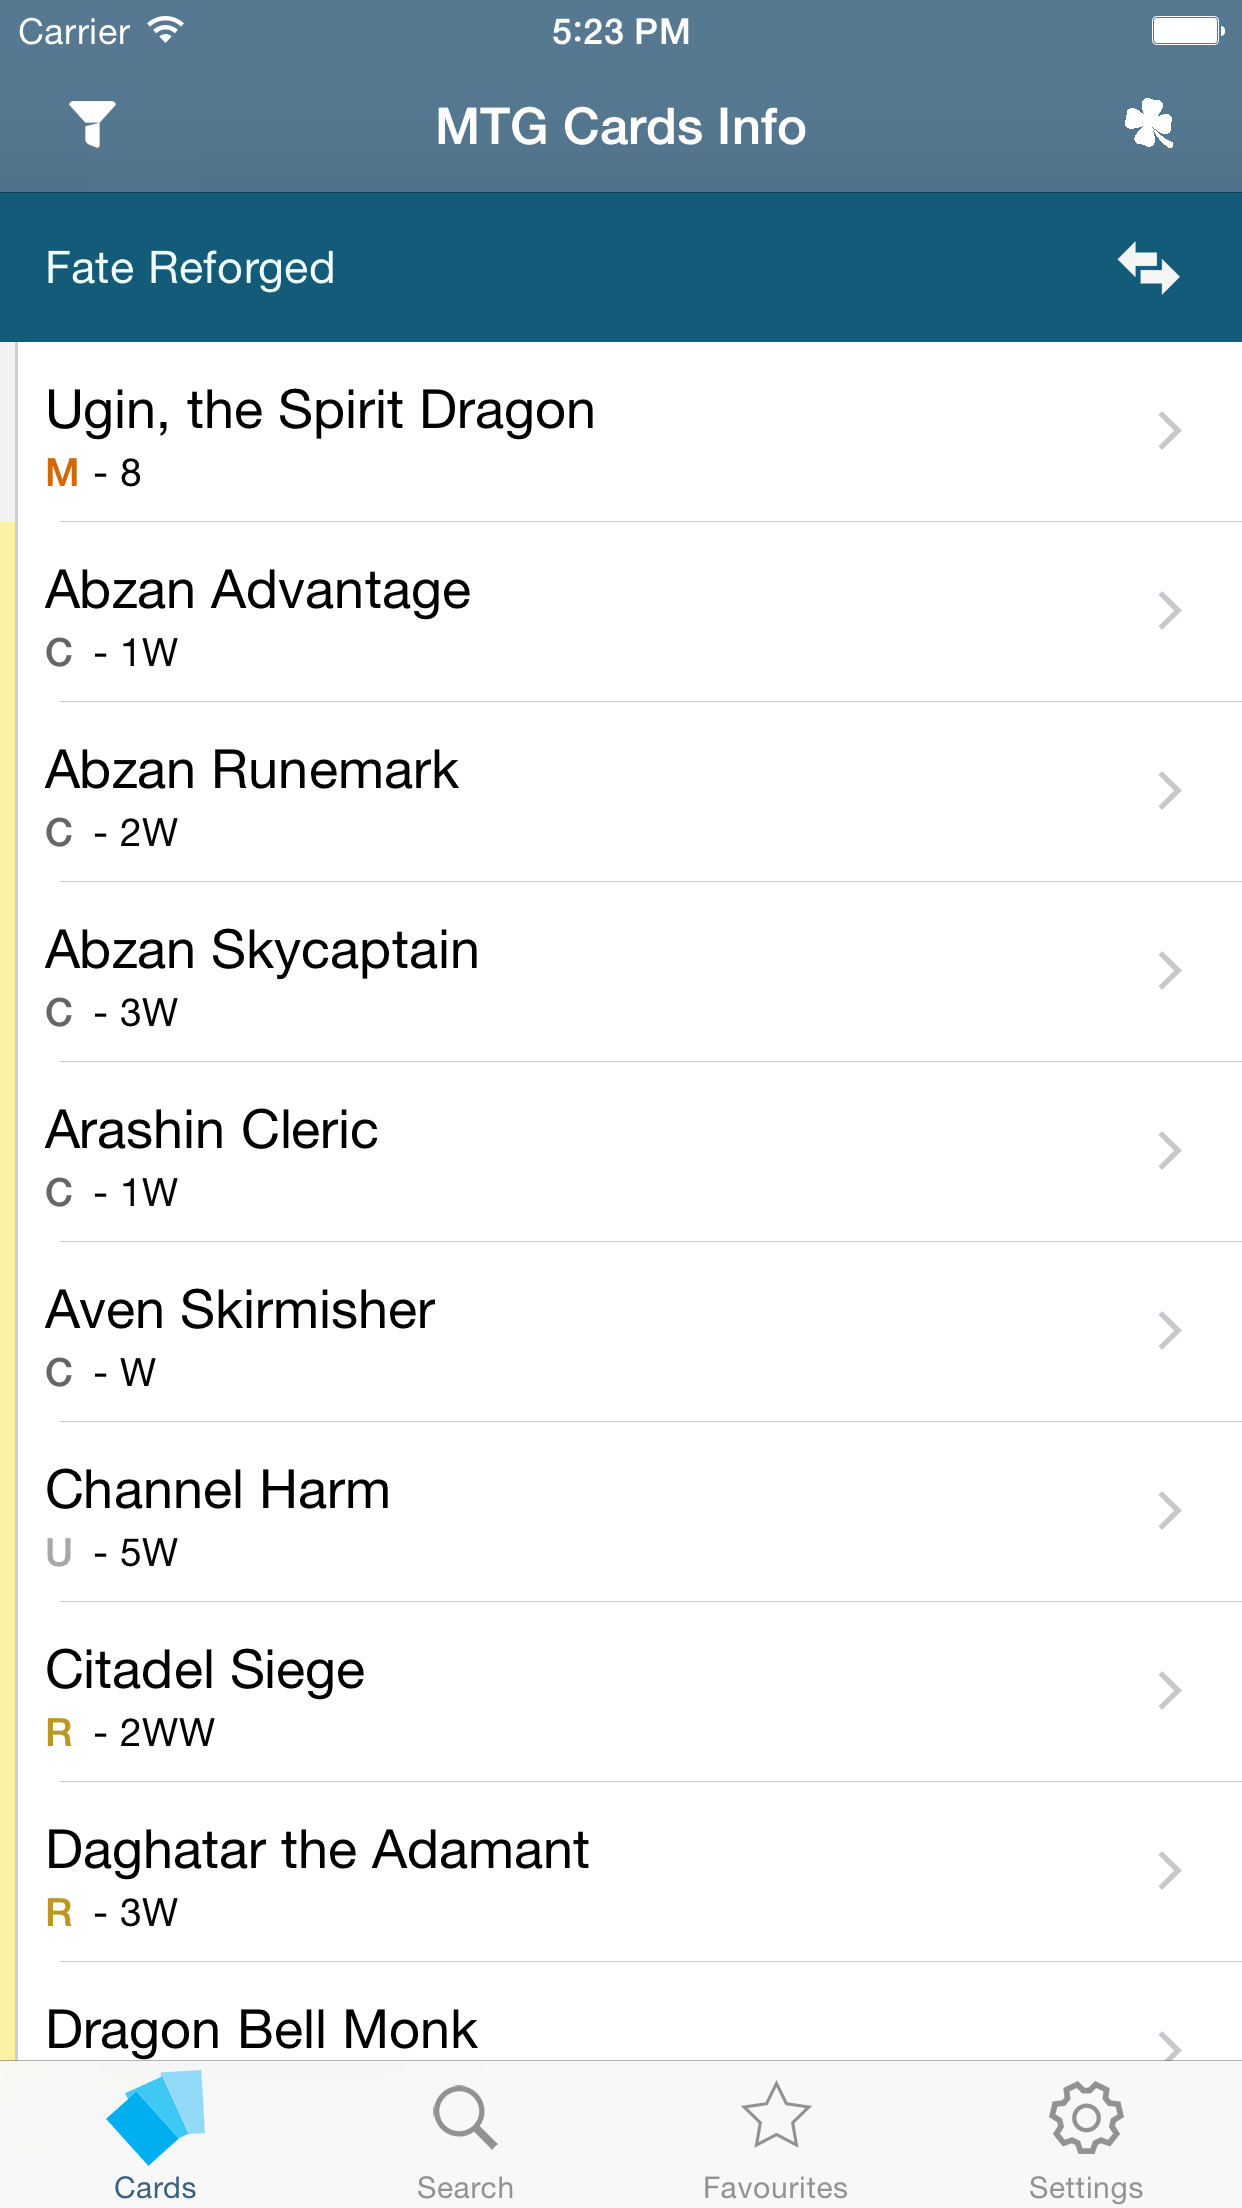 Carrier 5:23 PM
MTG Cards Info
Fate Reforged
Ugin, the Spirit Dragon
M - 8
Abzan Advantage
C - 1W
Abzan Runemark
C - 2W
Abzan Skycaptain
C - 3W
Arashin Cleric
C - 1W
Aven Skirmisher
C - W
Channel Harm
U - 5W
Citadel Siege
R - 2WW
Daghatar the Adamant
R - 3W
Dragon Bell Monk
Cards Search Favourites Settings